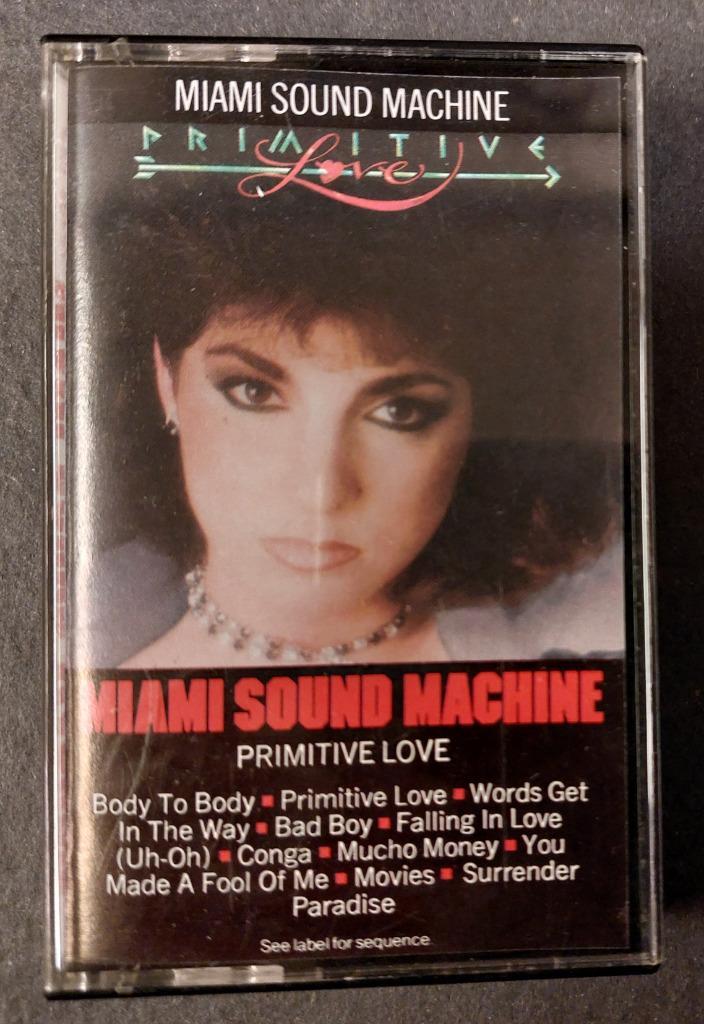 MIAMI SOUND MACHINE
PRIMITIVE
Love
MIAMI SOUND MACHINE
PRIMITIVE LOVE
Body To Body ▪ Primitive Love ▪ Words Get
In The Way ▪ Bad Boy ▪ Falling In Love
(Uh-Oh) ▪ Conga ▪ Mucho Money ▪ You
Made A Fool Of Me ▪ Movies ▪ Surrender
Paradise
See label for sequence